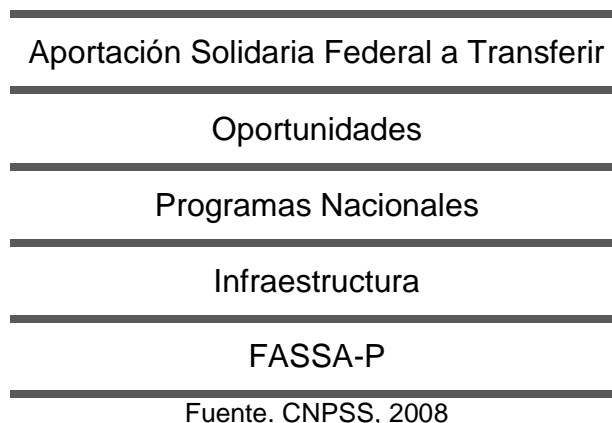 Aportación Solidaria Federal a Transferir
Oportunidades
Programas Nacionales
Infraestructura
FASSA-P
Fuente. CNPSS, 2008